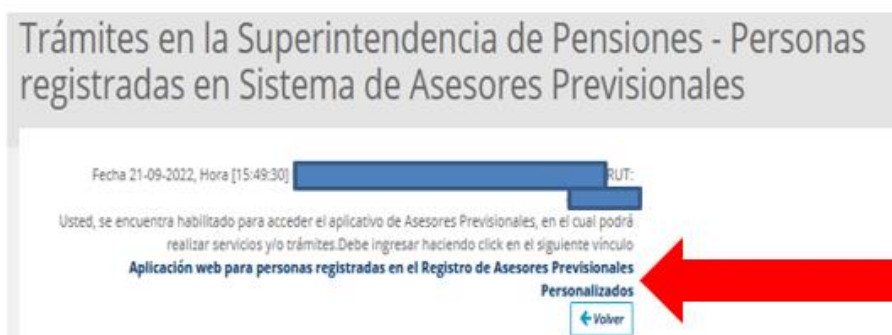 Trámites en la Superintendencia de Pensiones - Personas
registradas en Sistema de Asesores Previsionales
Fecha 21-09-2022, Hora [15:49:30] RUT:
Usted, se encuentra habilitado para acceder el aplicativo de Asesores Previsionales, en el cual podrá
realizar servicios y/o trámites.Debe ingresar haciendo click en el siguiente vínculo
Aplicación web para personas registradas en el Registro de Asesores Previsionales
Personalizados
Volver